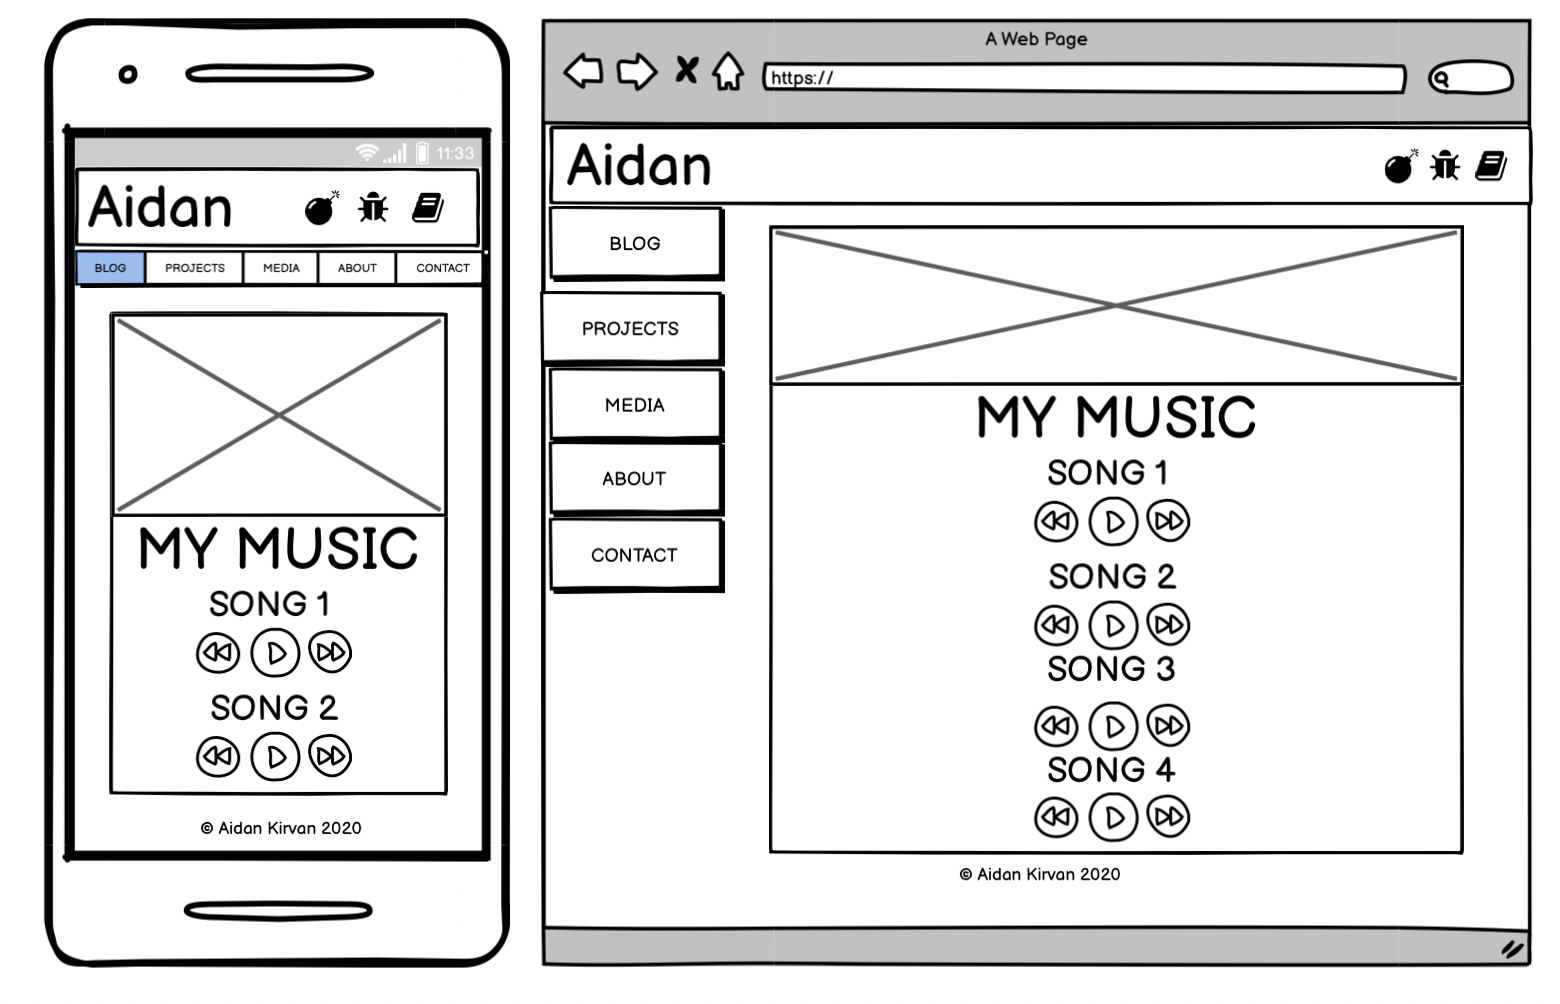 11:33
Aidan
BLOG PROJECTS MEDIA ABOUT CONTACT
MY MUSIC
SONG 1
SONG 2
© Aidan Kirvan 2020
A Web Page
https://
Aidan
BLOG
PROJECTS
MEDIA
ABOUT
CONTACT
MY MUSIC
SONG 1
SONG 2
SONG 3
SONG 4
© Aidan Kirvan 2020